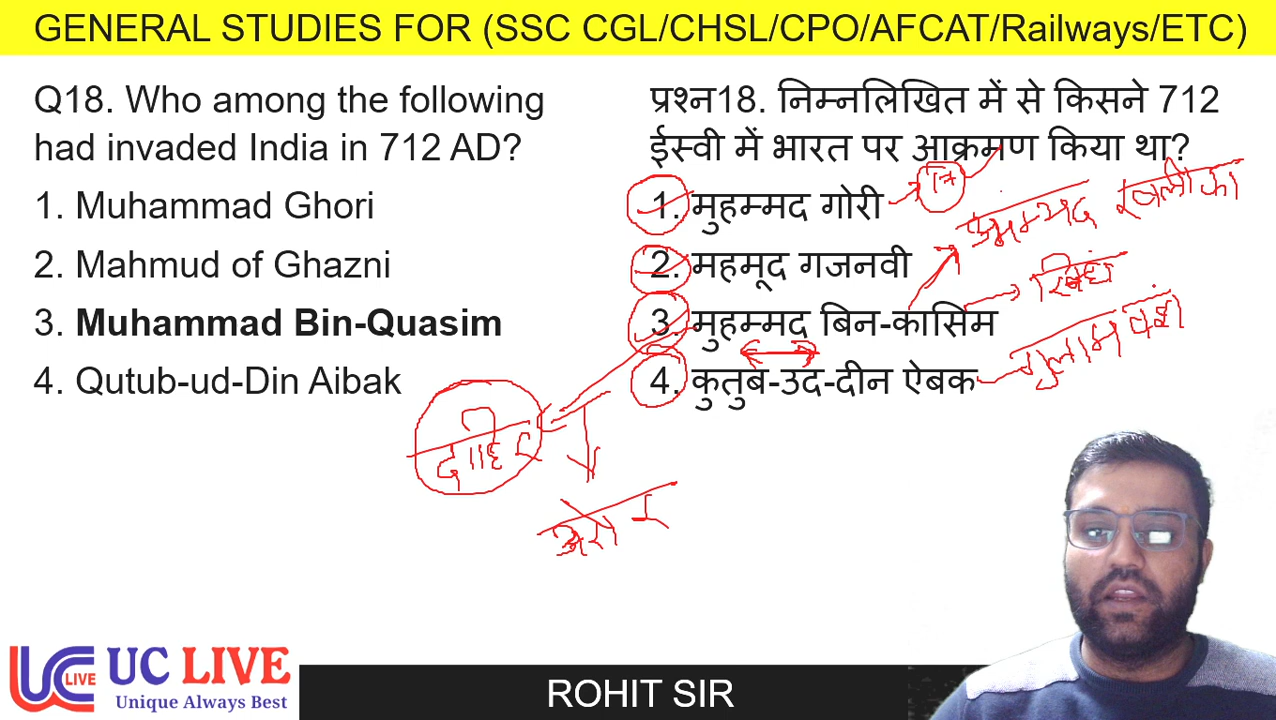 GENERAL STUDIES FOR (SSC CGL/CHSL/CPO/AFCAT/Railways/ETC)
Q18. Who among the following
had invaded India in 712 AD?
1. Muhammad Ghori
2. Mahmud of Ghazni
3. Muhammad Bin-Quasim
4. Qutub-ud-Din Aibak
प्रश्न18. निम्नलिखित में से किसने 712
ईस्वी में भारत पर आक्रमण किया था?
1. मुहम्मद गोरी
2. महमूद गजनवी
3. मुहम्मद बिन-कासिम
4. कुतुब-उद-दीन ऐबक
खलीफा
सिंध
गुलाम वंश
दाहिर
UC LIVE
LIVE
Unique Always Best
ROHIT SIR